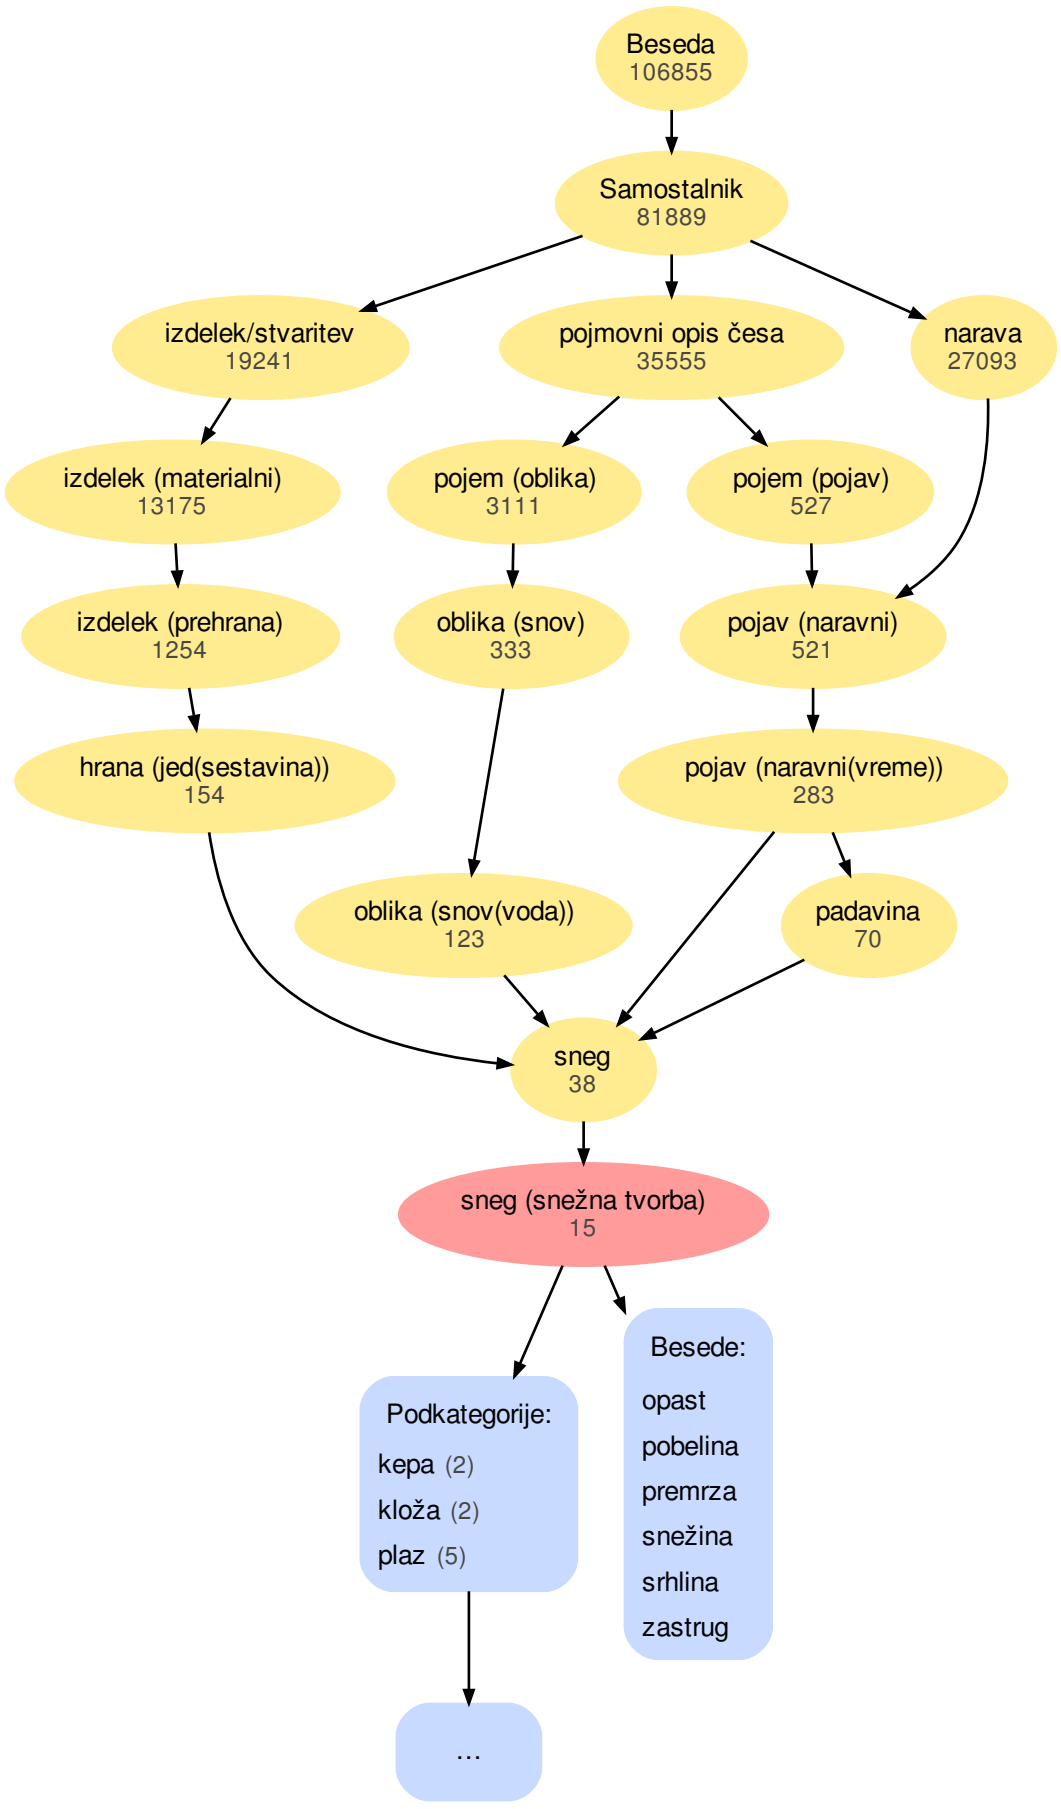 Beseda
106855
Samostalnik
81889
izdelek/stvaritev
19241
pojmovni opis česa
35555
narava
27093
izdelek (materialni)
13175
pojem (oblika)
3111
pojem (pojav)
527
izdelek (prehrana)
1254
oblika (snov)
333
pojav (naravni)
521
hrana (jed(sestavina))
154
pojav (naravni(vreme))
283
oblika (snov(voda))
123
padavina
70
sneg
38
sneg (snežna tvorba)
15
Podkategorije:
kepa (2)
kloža (2)
plaz (5)
Besede:
opast
pobelina
premrza
snežina
srhlina
zastrug
...